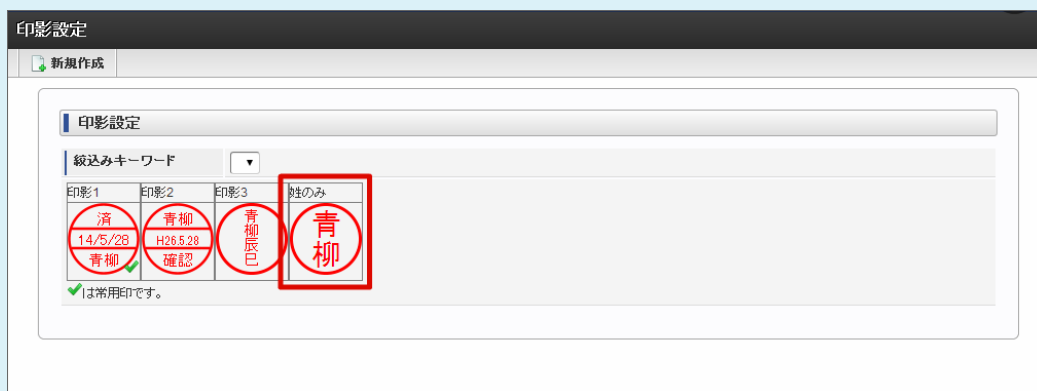 印影設定
新規作成
印影設定
絞込みキーワード
印影1 印影2 印影3 姓のみ
済
14/5/28
青柳
青柳
H26.5.28
確認
青柳辰巳
青柳
は常用印です。